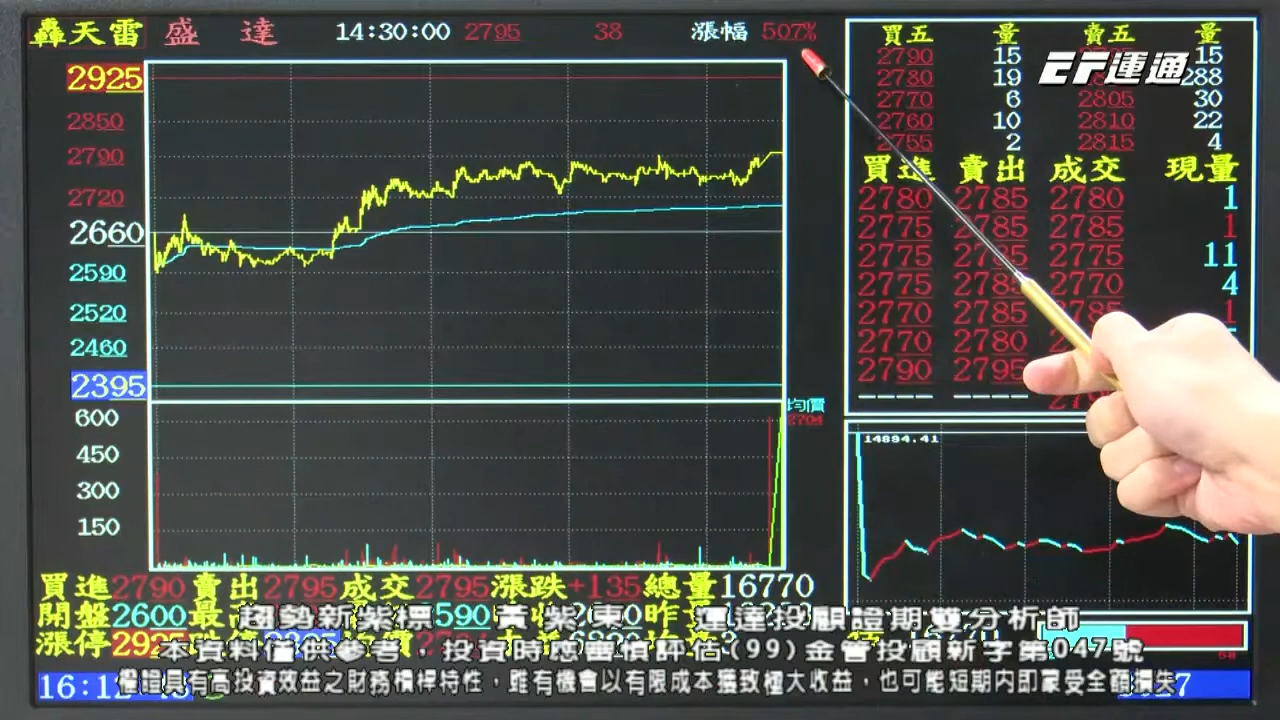 轟天雷 盛達 14:30:00 2795 38 漲幅 507%
2925
2850
2790
2720
2660
2590
2520
2460
2395
600
450
300
150
均價
2704
買五 量 賣五 量
2790 15 15
2780 19 288
2770 6 2805 30
2760 10 2810 22
2755 2 2815 4
EF運通
買進 賣出 成交 現量
2780 2785 2780 1
2775 2785 2785 1
2775 2785 2775 11
2775 2785 2770 4
2770 2785 2785 1
2770 2780
2790 2795
14894.41
買進2790 賣出2795 成交2795 漲跌+135 總量16770
開盤2600
漲停2925
趨勢新紫標 黃紫東 運達投顧證期雙分析師
本資料僅供參考 投資時應審慎評估(99)金管投顧新字第047號
權證具有高投資效益之財務槓桿特性，雖有機會以有限成本獲致極大收益，也可能短期內即蒙受全額損失